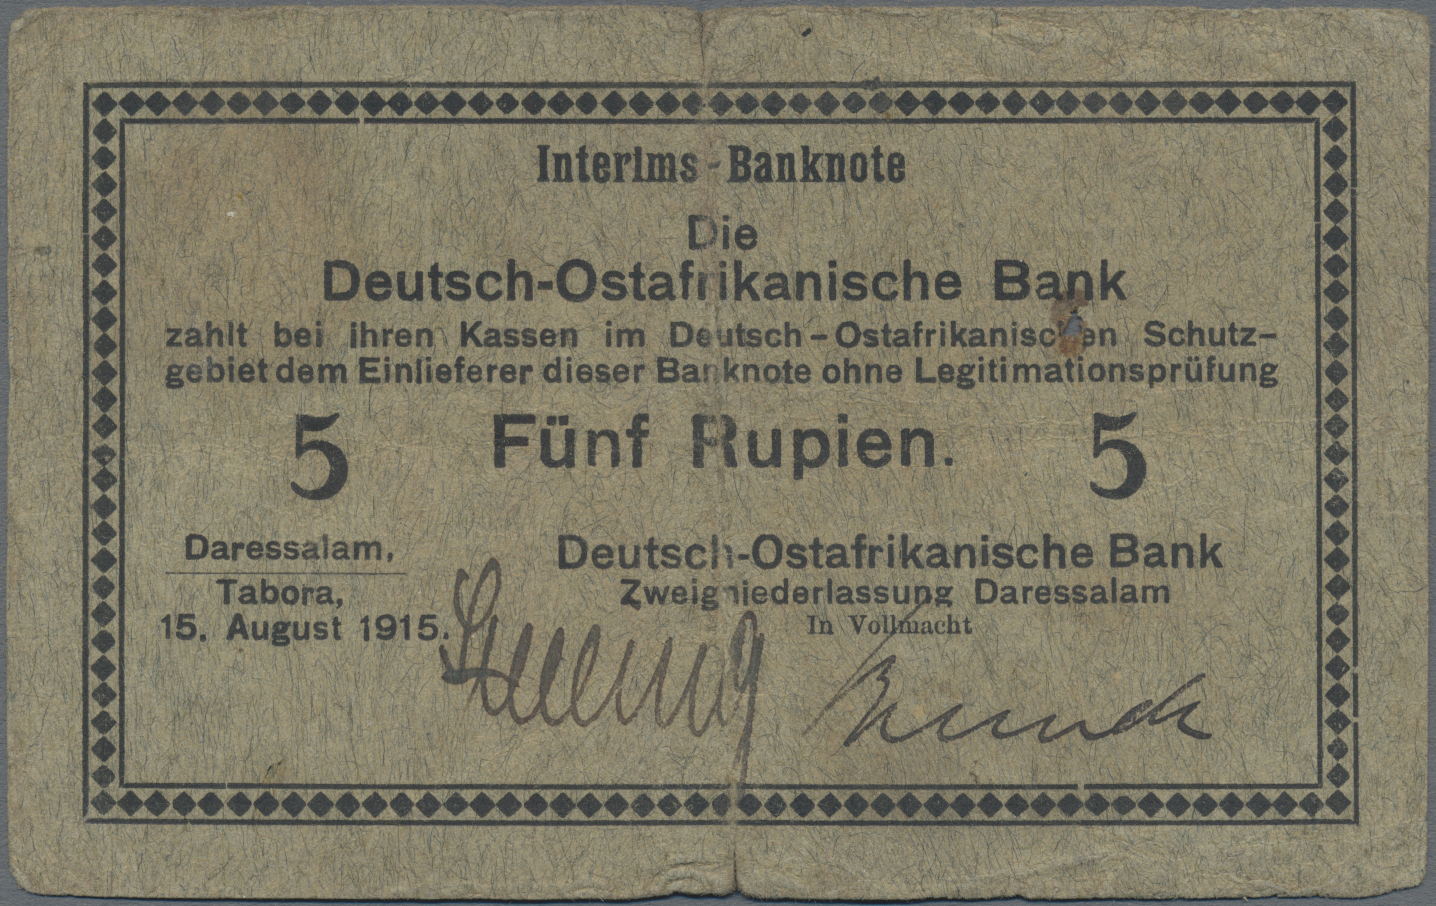 Interims-Banknote
Die
Deutsch-Ostafrikanische Bank
zahlt bei ihren Kassen im Deutsch-Ostafrikanischen Schutz-
gebiet dem Einlieferer dieser Banknote ohne Legitimationsprüfung
5 Fünf Rupien. 5
Daressalam,
Tabora,
15. August 1915.
Deutsch-Ostafrikanische Bank
Zweigniederlassung Daressalam
In Vollmacht